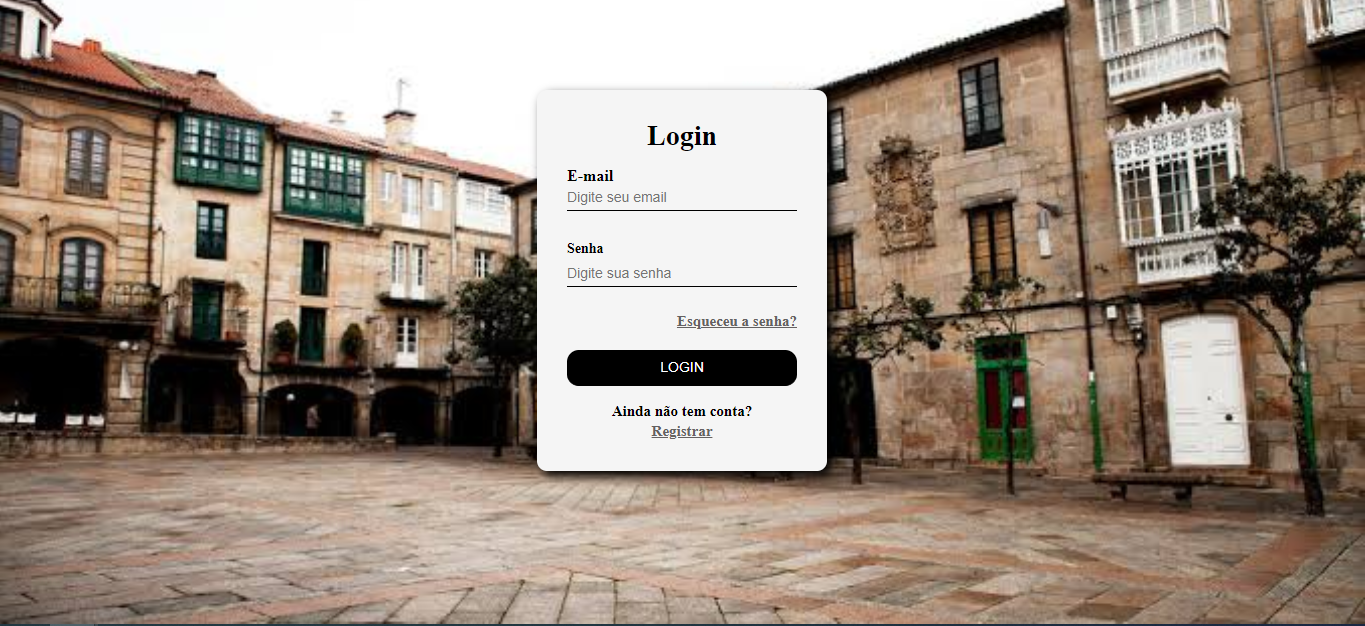 Login
E-mail
Digite seu email
Senha
Digite sua senha
Esqueceu a senha?
LOGIN
Ainda não tem conta?
Registrar